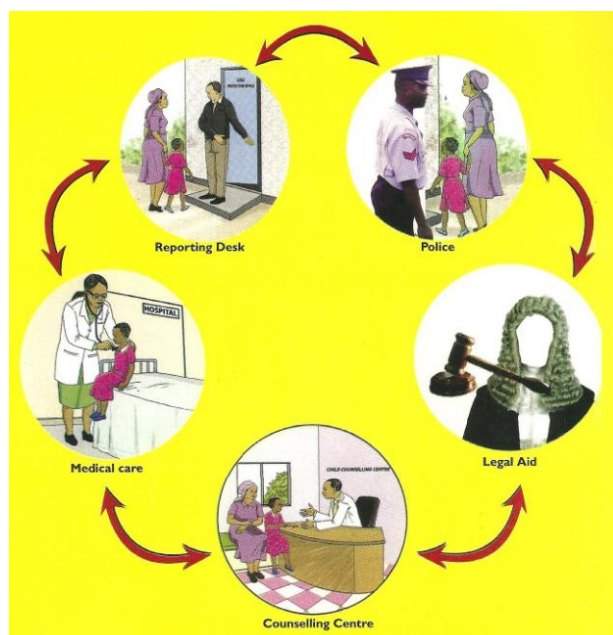 Reporting Desk
Police
HOSPITAL
Medical care
Legal Aid
CHILD COUNSELLING CENTRE
Counselling Centre